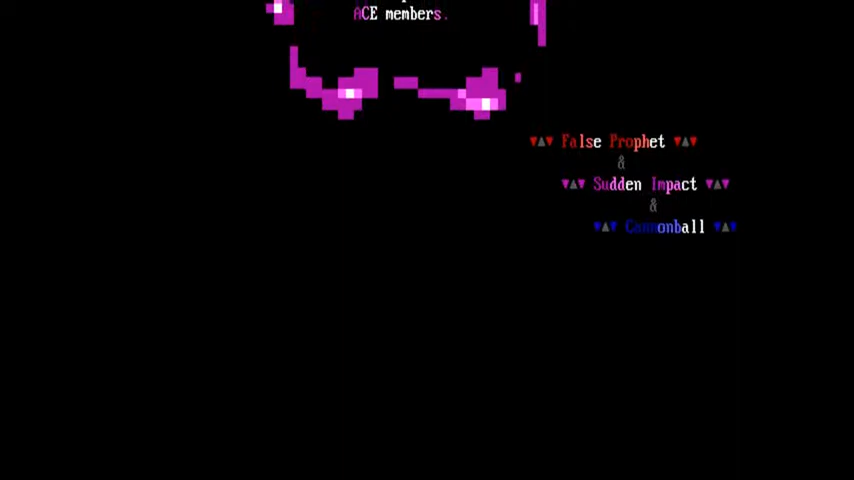 ACE members.
▼▲▼ False Prophet ▼▲▼
&
▼▲▼ Sudden Impact ▼▲▼
&
▼▲▼ Cannonball ▼▲▼